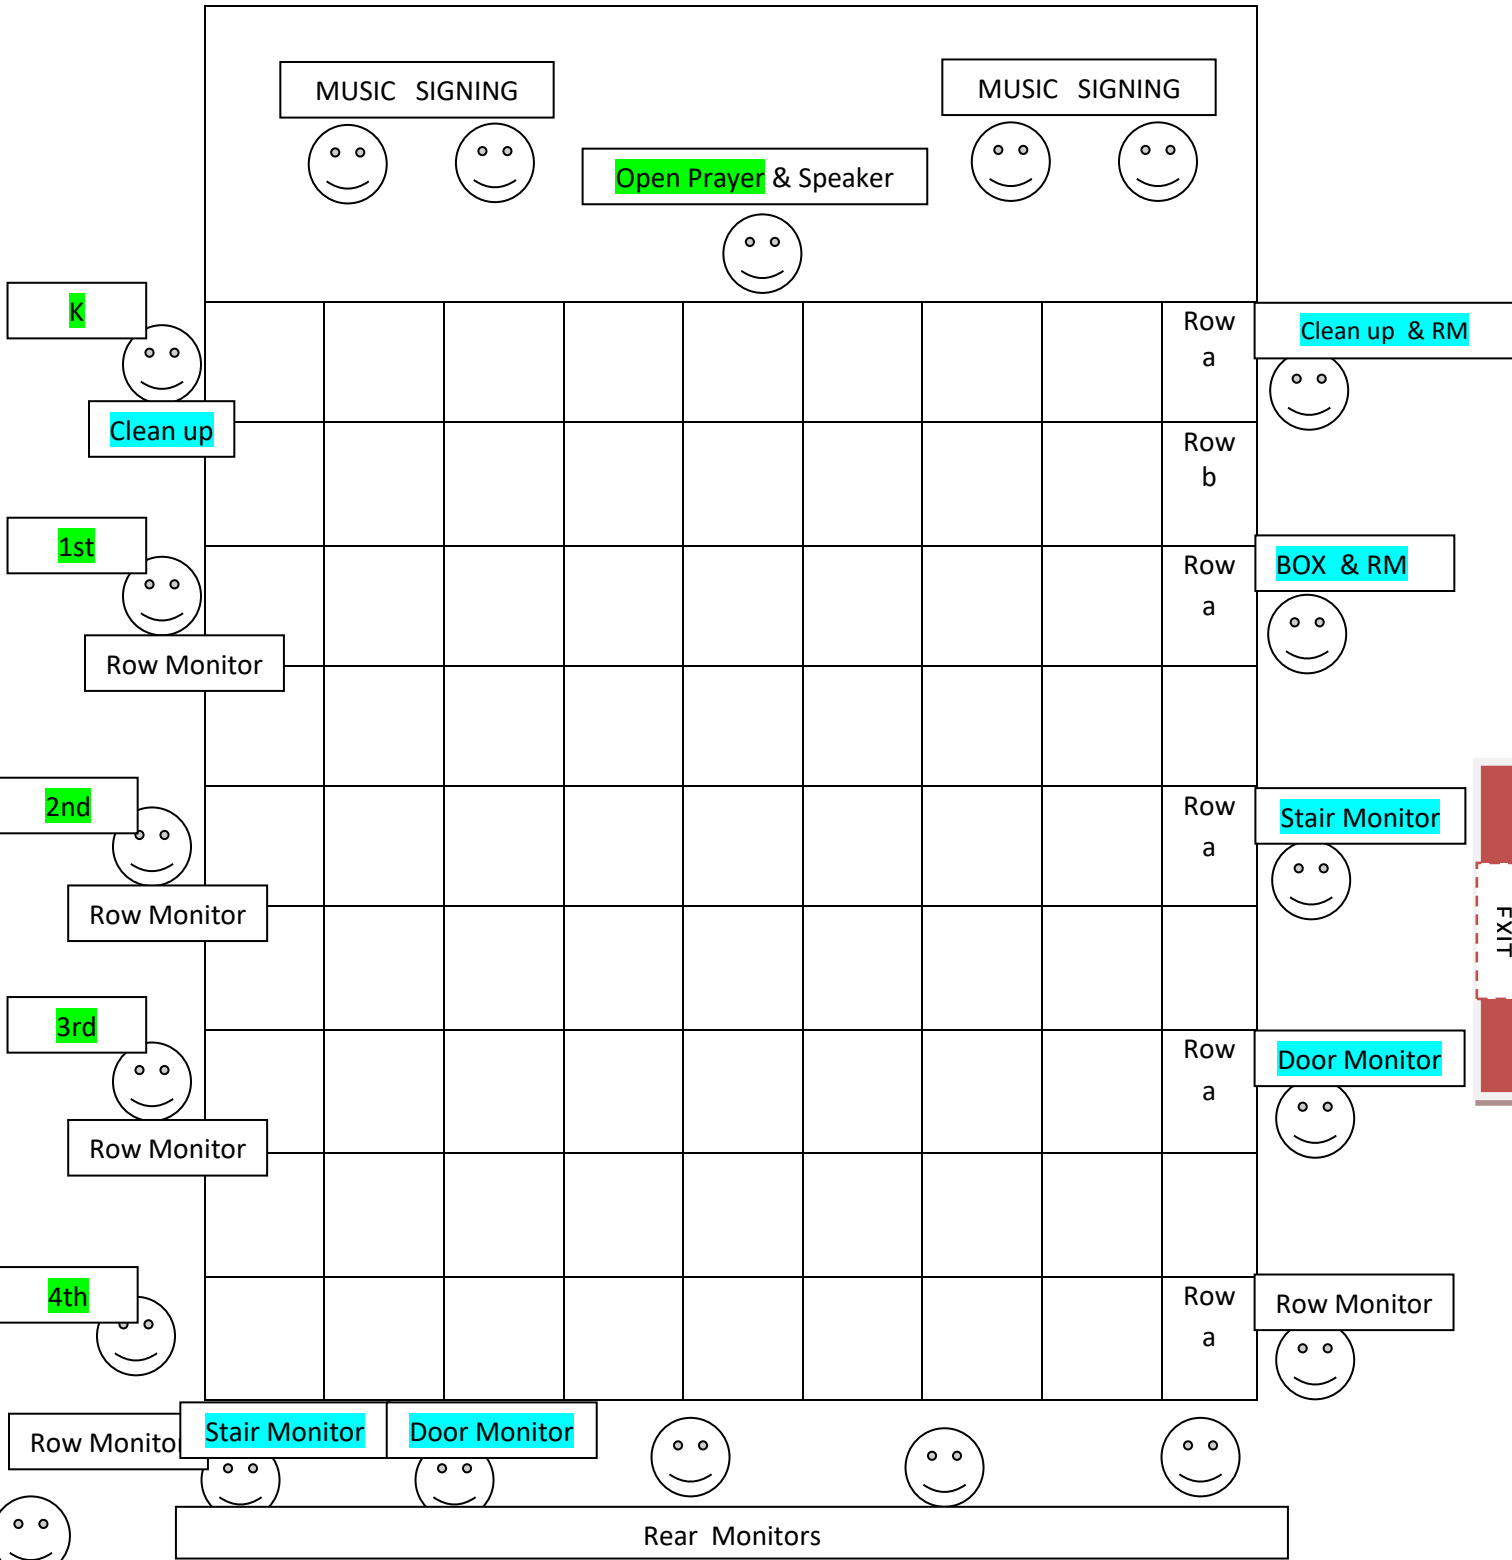 MUSIC   SIGNING
MUSIC   SIGNING
Open Prayer & Speaker
K
Row
a
Clean up  & RM
Clean up
Row
b
1st
Row
a
BOX  & RM
Row Monitor
2nd
Row
a
Stair Monitor
Row Monitor
EXIT
3rd
Row
a
Door Monitor
Row Monitor
4th
Row
a
Row Monitor
Row Monito
Stair Monitor
Door Monitor
Rear  Monitors